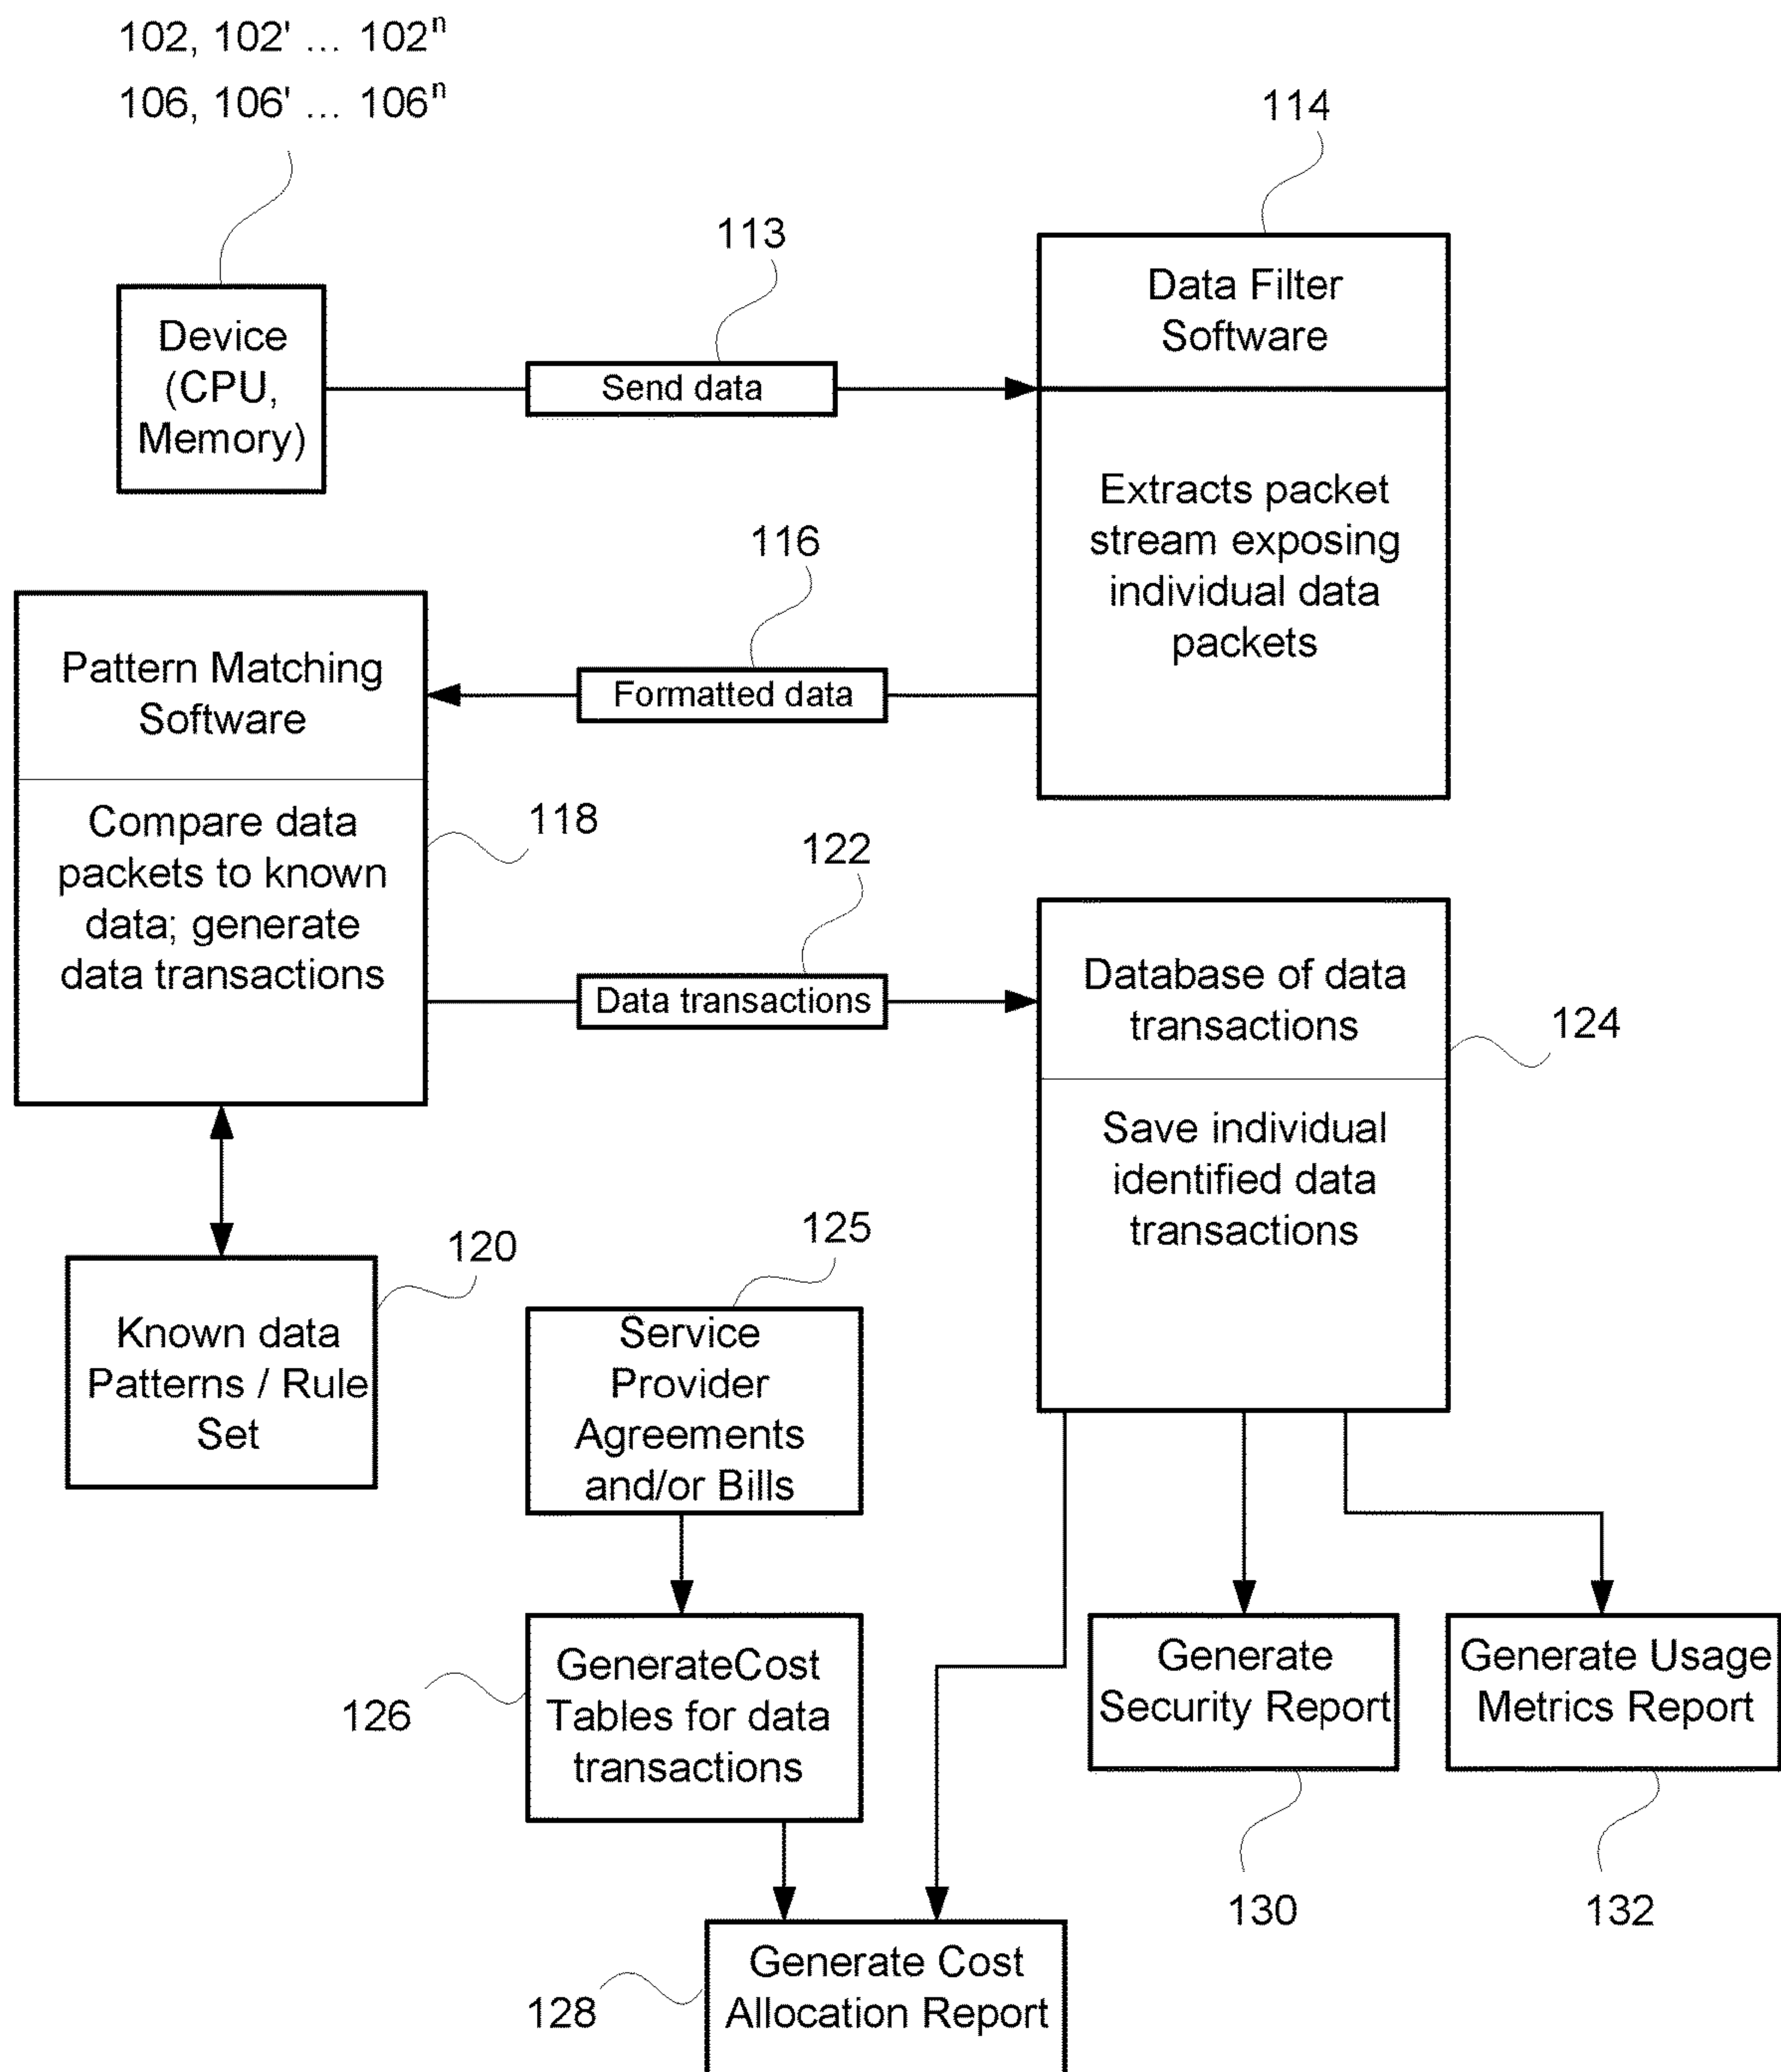 102, 102' ... 102ⁿ
106, 106' ... 106ⁿ
114
113
Device
(CPU,
Memory)
Send data
Data Filter
Software
Extracts packet
stream exposing
individual data
packets
116
Formatted data
Pattern Matching
Software
Compare data
packets to known
data; generate
data transactions
118
122
Data transactions
Database of data
transactions
124
Save individual
identified data
transactions
120
Known data
Patterns / Rule
Set
125
Service
Provider
Agreements
and/or Bills
GenerateCost
Tables for data
transactions
126
Generate
Security Report
Generate Usage
Metrics Report
130
132
Generate Cost
Allocation Report
128